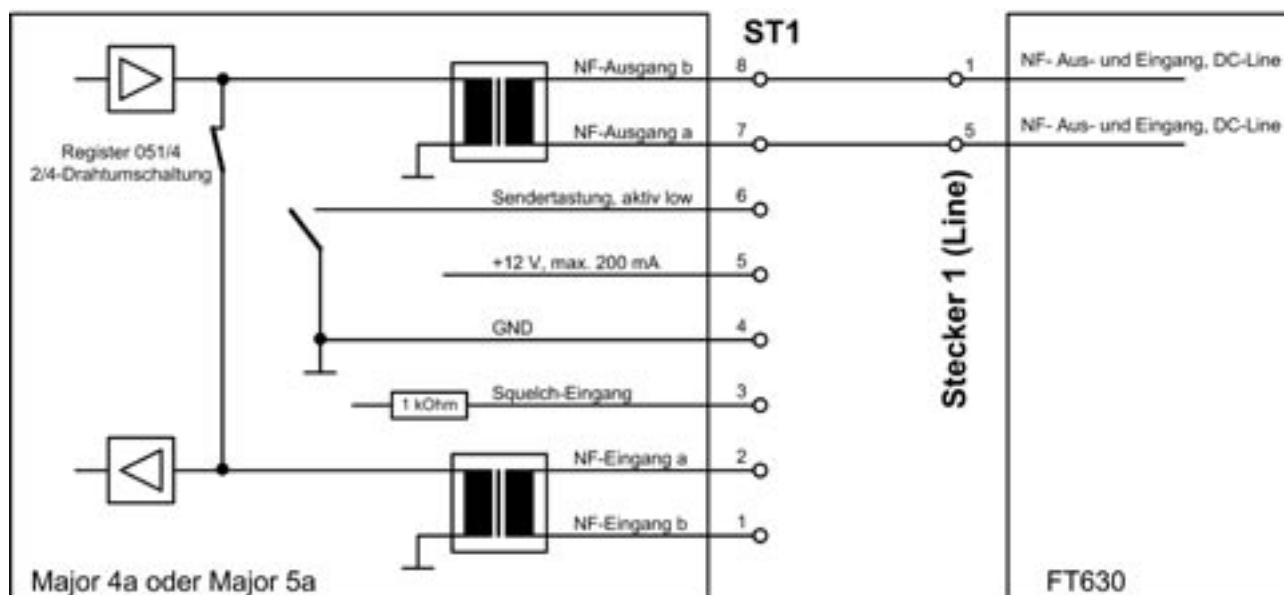 ST1
NF-Ausgang b 8 1 NF- Aus- und Eingang, DC-Line
NF-Ausgang a 7 5 NF- Aus- und Eingang, DC-Line
Register 051/4
2/4-Drahtumschaltung
Sendertastung, aktiv low 6
+12 V, max. 200 mA 5
GND 4
1 kOhm Squelch-Eingang 3
NF-Eingang a 2
NF-Eingang b 1
Stecker 1 (Line)
Major 4a oder Major 5a
FT630